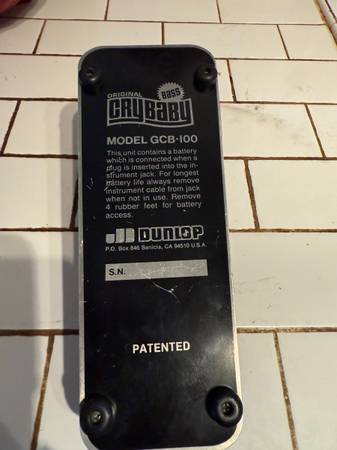 ORIGINAL
BASS
CRY BABY
MODEL GCB-100
This unit contains a battery
which is connected when a
plug is inserted into the in-
strument jack. For longest
battery life always remove
instrument cable from jack
when not in use. Remove
4 rubber feet for battery
access.
DUNLOP
P.O. Box 846 Benicia, CA 94510 U.S.A.
S.N.
PATENTED